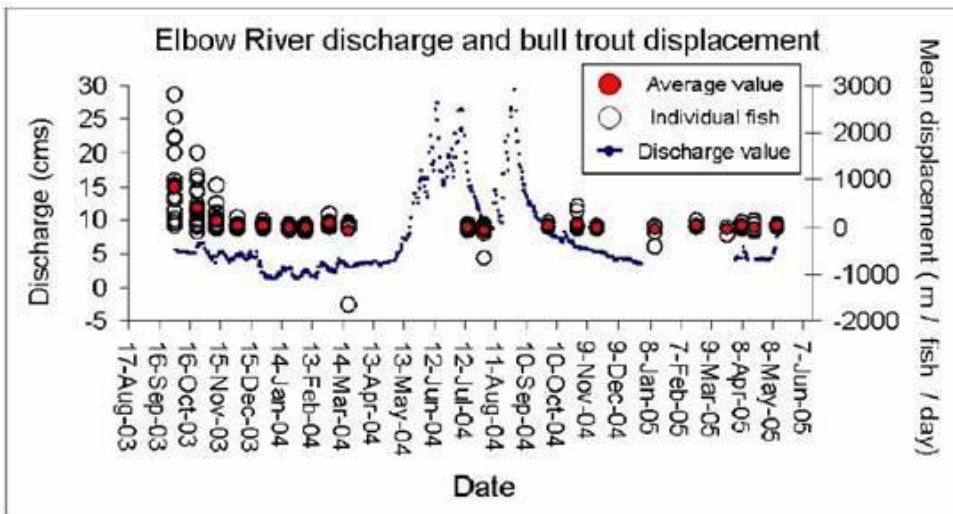 Elbow River discharge and bull trout displacement
Average value
Individual fish
Discharge value
Discharge (cms)
30
25
20
15
10
5
0
-5
3000
2000
1000
0
-1000
-2000
Mean displacement ( m / fish / day)
17-Aug-03
16-Sep-03
16-Oct-03
15-Nov-03
15-Dec-03
14-Jan-04
13-Feb-04
14-Mar-04
13-Apr-04
13-May-04
12-Jun-04
12-Jul-04
11-Aug-04
10-Sep-04
10-Oct-04
9-Nov-04
9-Dec-04
8-Jan-05
7-Feb-05
9-Mar-05
8-Apr-05
8-May-05
7-Jun-05
Date